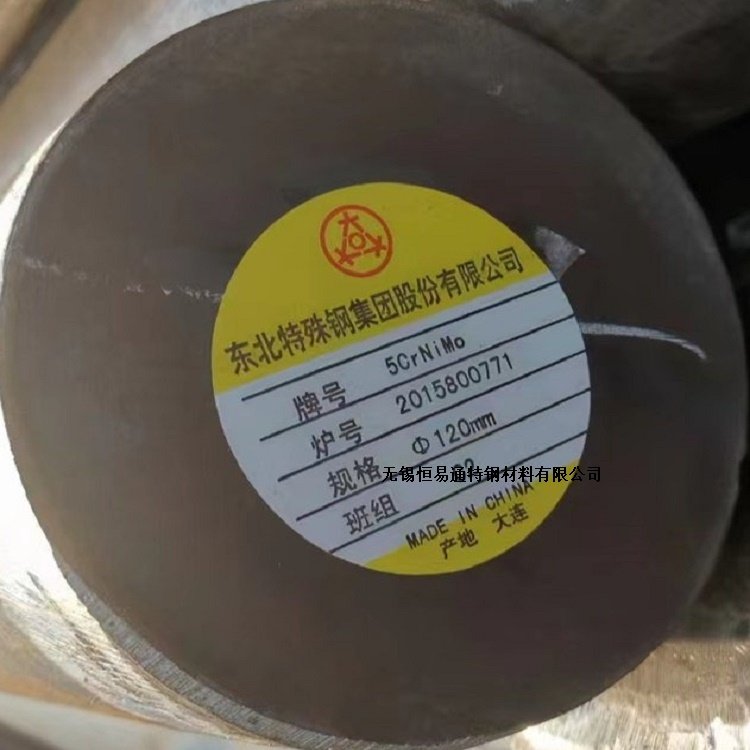 东北特殊钢集团股份有限公司
牌号 5CrNiMo
炉号 2015800771
规格 Φ120mm
无锡恒易通特钢材料有限公司
班组
MADE IN CHINA
产地 大连